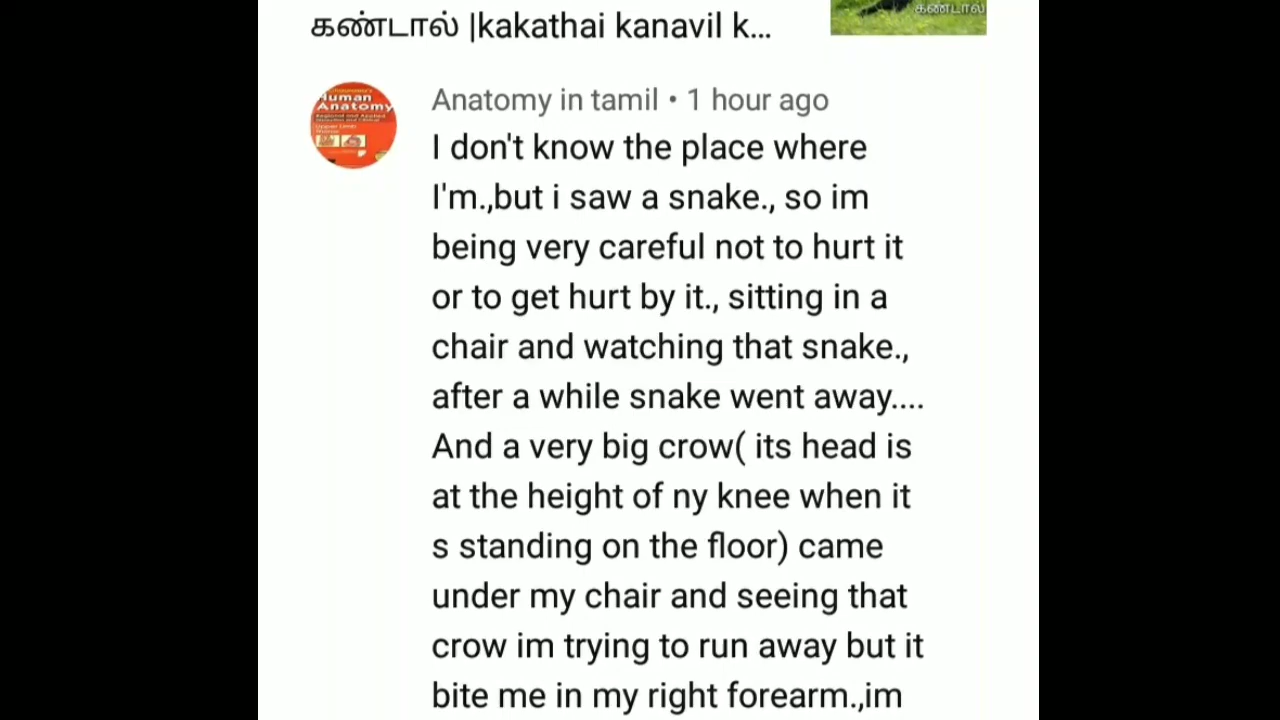 கண்டால் |kakathai kanavil k...
கண்டால்
Human
Anatomy
Anatomy in tamil • 1 hour ago
I don't know the place where
I'm.,but i saw a snake., so im
being very careful not to hurt it
or to get hurt by it., sitting in a
chair and watching that snake.,
after a while snake went away....
And a very big crow( its head is
at the height of ny knee when it
s standing on the floor) came
under my chair and seeing that
crow im trying to run away but it
bite me in my right forearm.,im